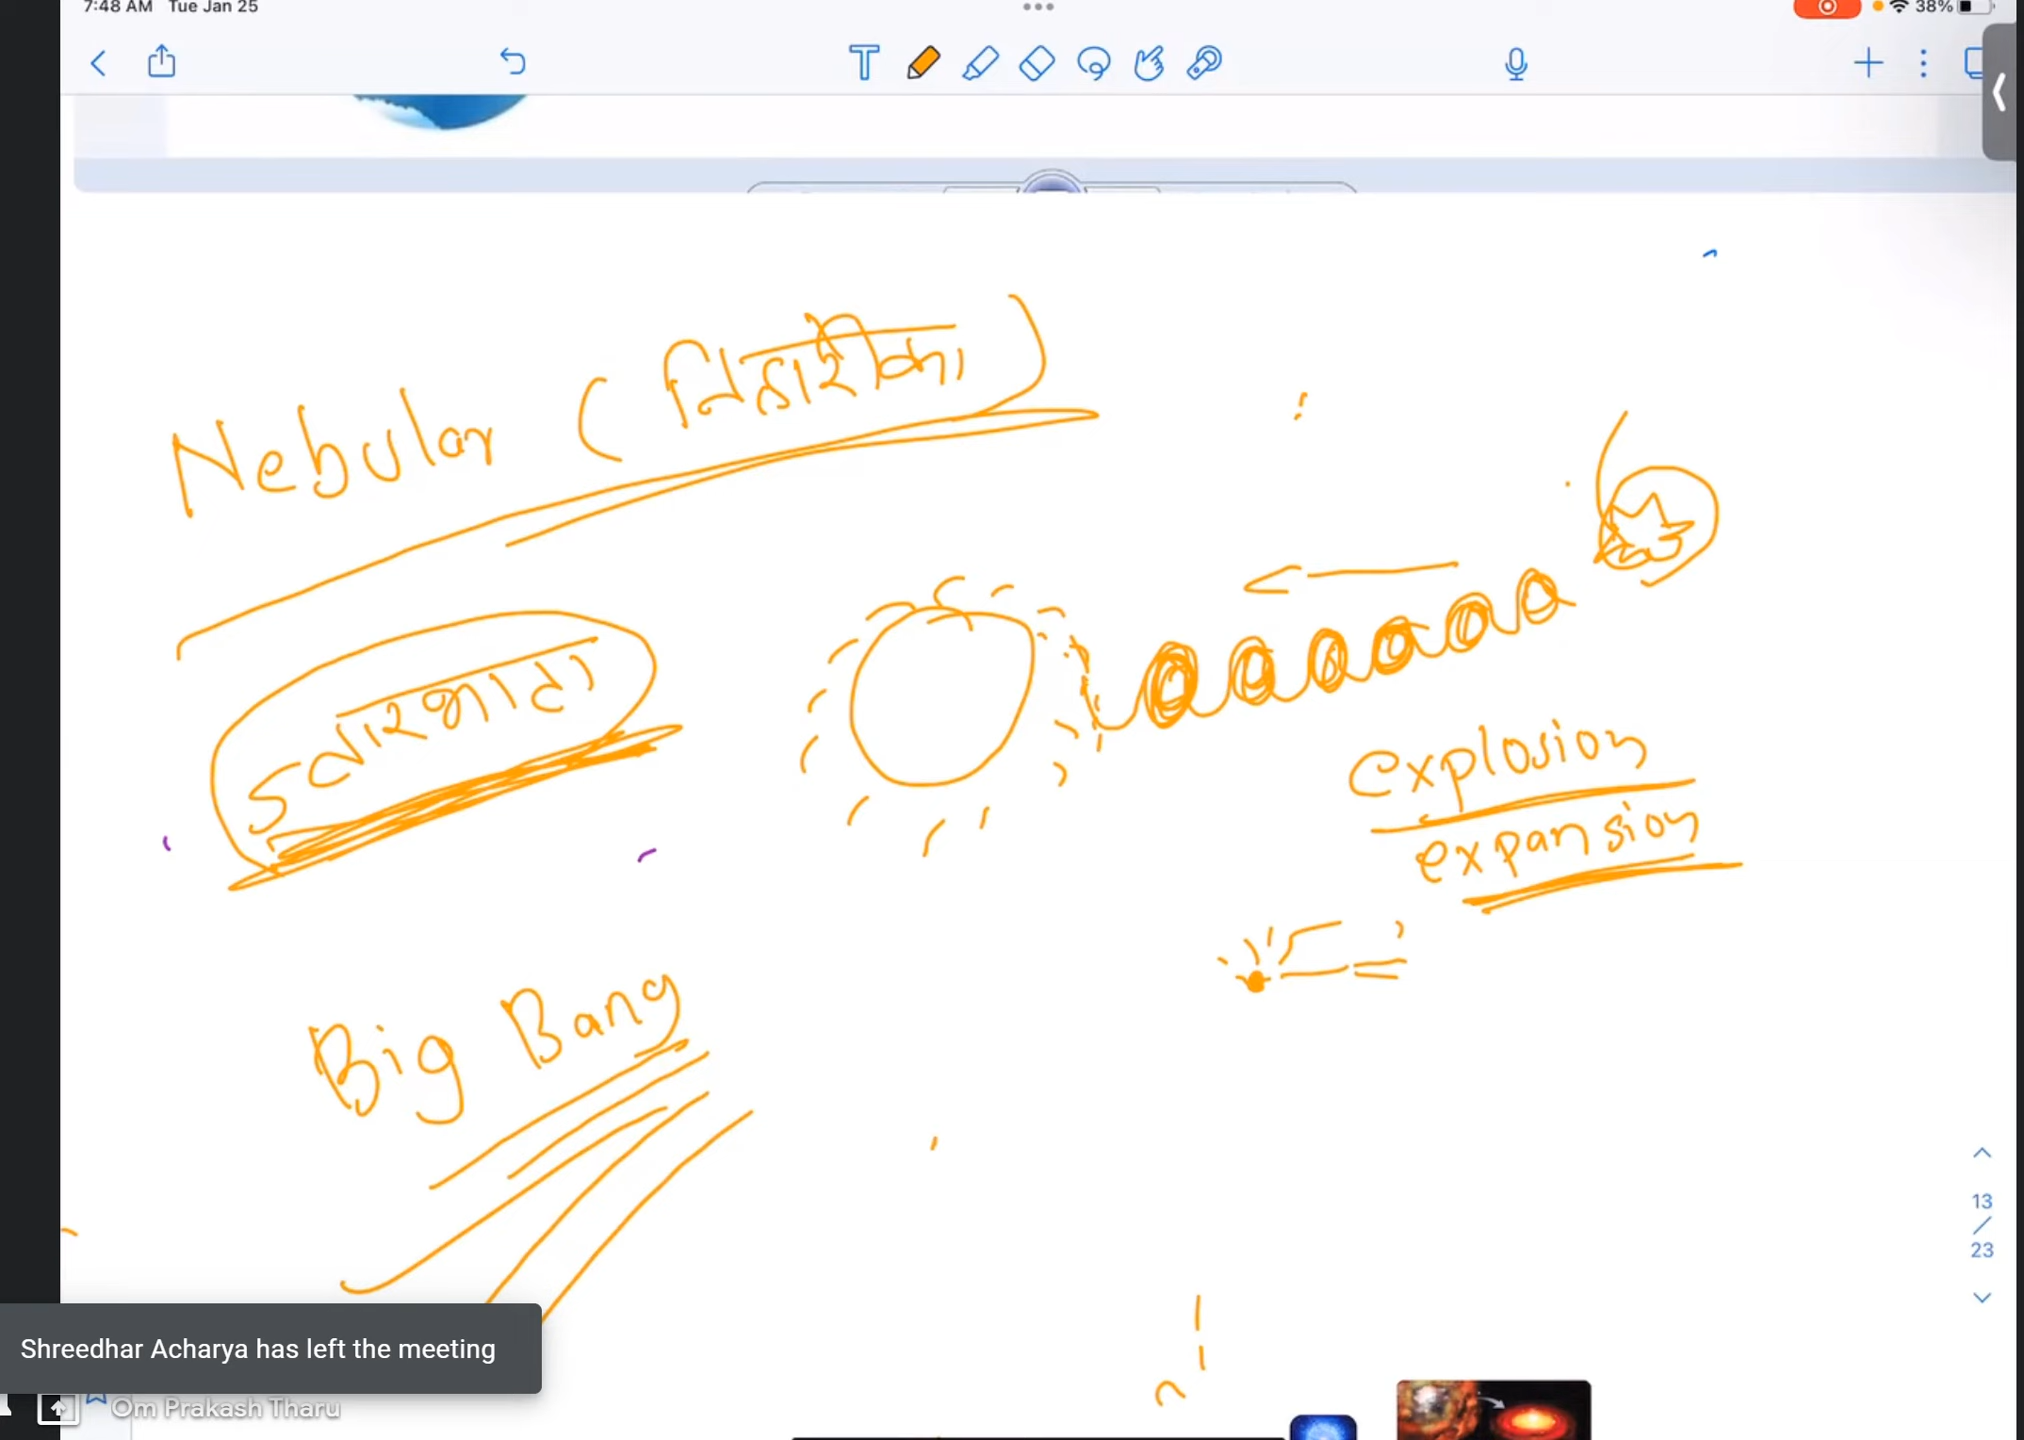 7:48 AM Tue Jan 25
38%
Nebular (निहारिका)
explosion
expansion
Big Bang
13
/
23
Shreedhar Acharya has left the meeting
Om Prakash Tharu